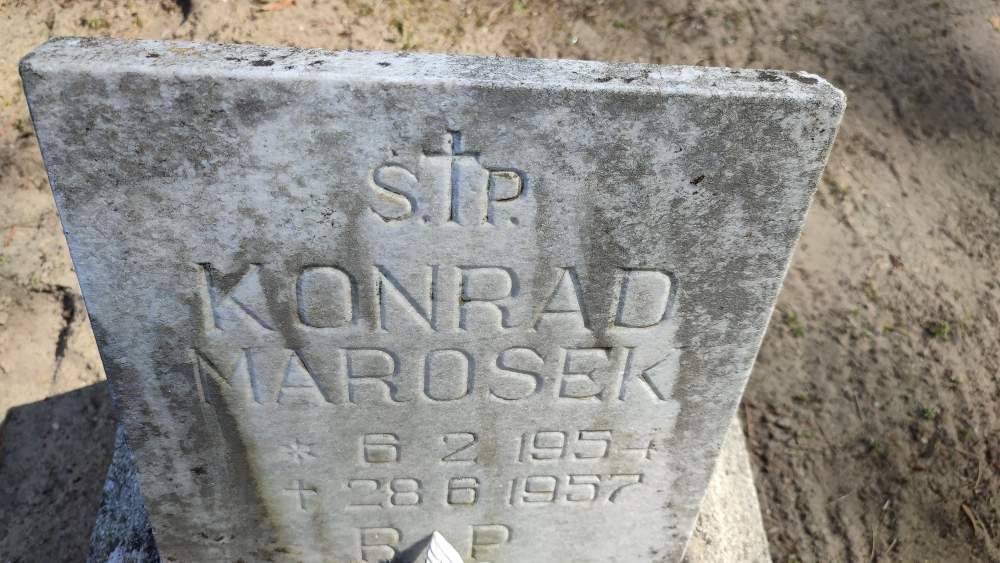 Ś.†P.
KONRAD
MAROSEK
* 6 2 1954
† 28 6 1957
R P